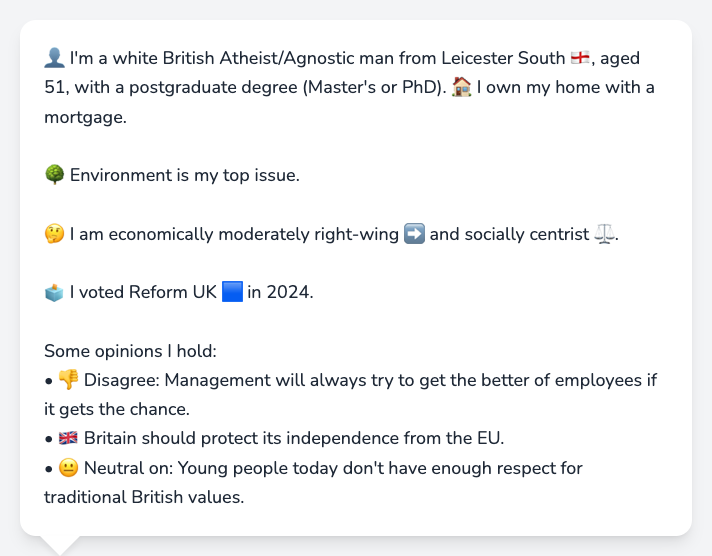 👤 I'm a white British Atheist/Agnostic man from Leicester South 🏴󠁧󠁢󠁥󠁮󠁧󠁿, aged
51, with a postgraduate degree (Master's or PhD). 🏠 I own my home with a
mortgage.
🌳 Environment is my top issue.
🤔 I am economically moderately right-wing ➡️ and socially centrist ⚖️.
🗳️ I voted Reform UK 🟦 in 2024.
Some opinions I hold:
• 👎 Disagree: Management will always try to get the better of employees if
it gets the chance.
• 🇬🇧 Britain should protect its independence from the EU.
• 😐 Neutral on: Young people today don't have enough respect for
traditional British values.